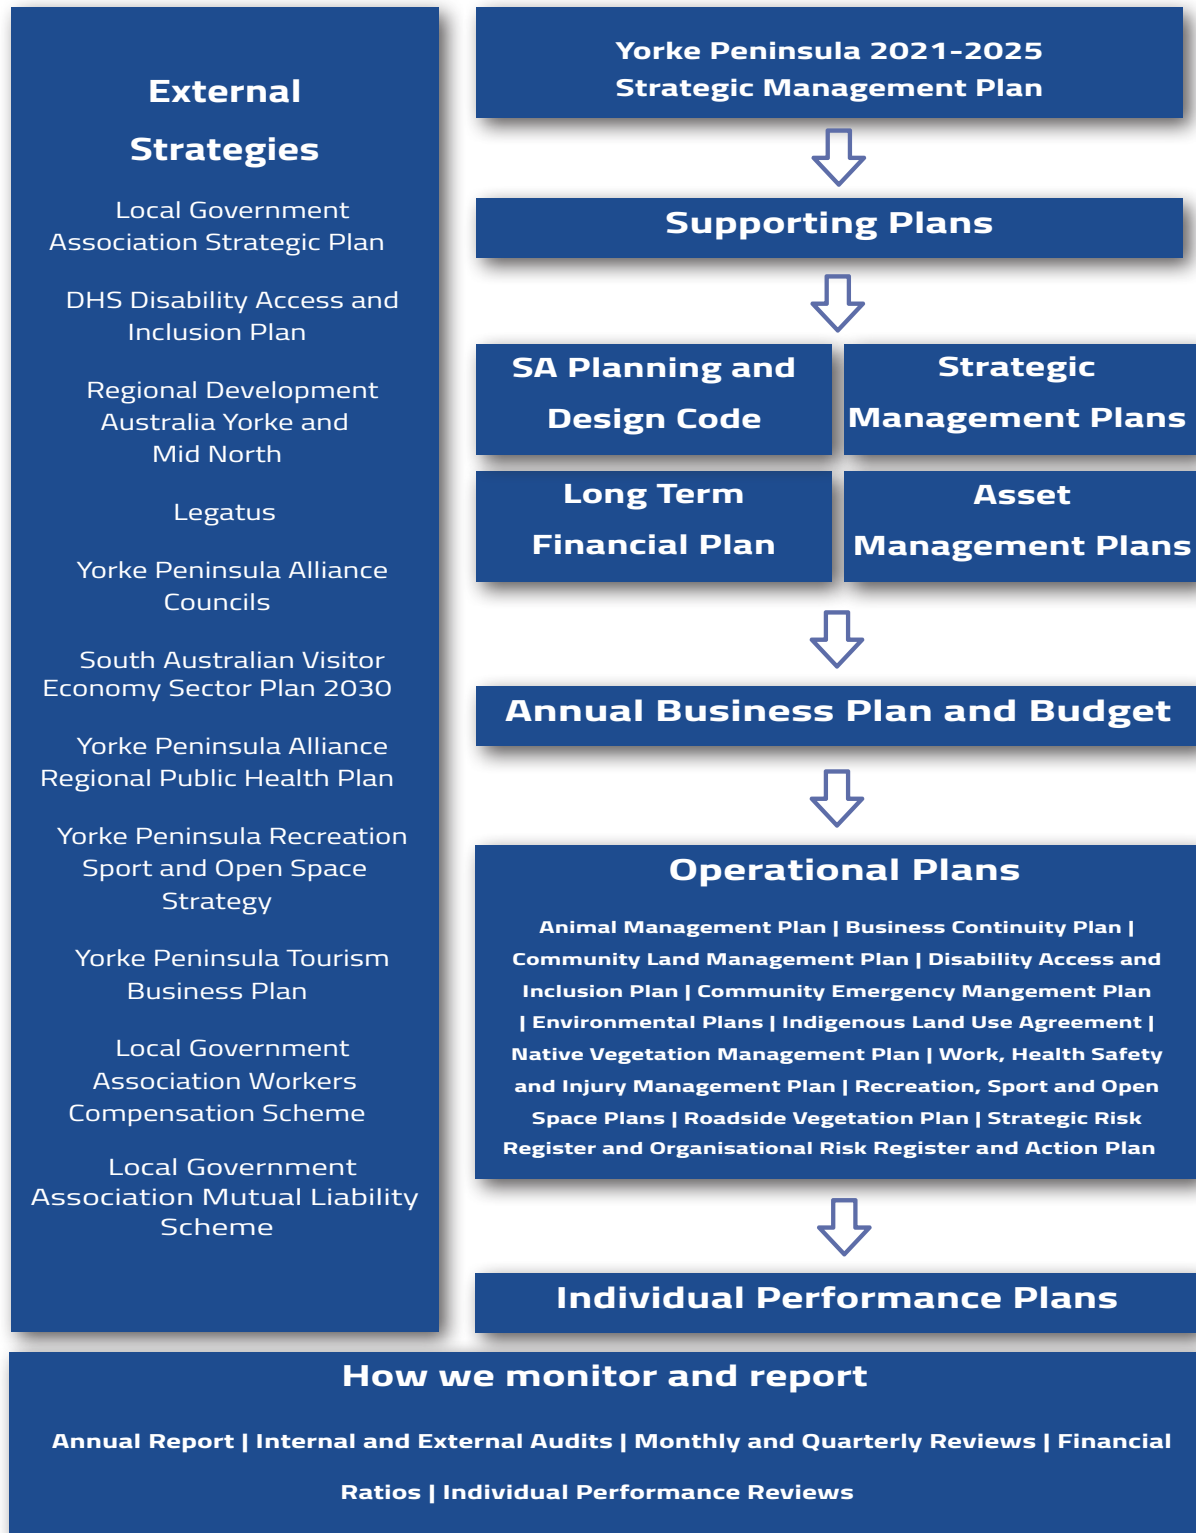 External
Strategies
Local Government
Association Strategic Plan
DHS Disability Access and
Inclusion Plan
Regional Development
Australia Yorke and
Mid North
Legatus
Yorke Peninsula Alliance
Councils
South Australian Visitor
Economy Sector Plan 2030
Yorke Peninsula Alliance
Regional Public Health Plan
Yorke Peninsula Recreation
Sport and Open Space
Strategy
Yorke Peninsula Tourism
Business Plan
Local Government
Association Workers
Compensation Scheme
Local Government
Association Mutual Liability
Scheme
Yorke Peninsula 2021-2025
Strategic Management Plan
Supporting Plans
SA Planning and
Design Code
Strategic
Management Plans
Long Term
Financial Plan
Asset
Management Plans
Annual Business Plan and Budget
Operational Plans
Animal Management Plan | Business Continuity Plan |
Community Land Management Plan | Disability Access and
Inclusion Plan | Community Emergency Mangement Plan
| Environmental Plans | Indigenous Land Use Agreement |
Native Vegetation Management Plan | Work, Health Safety
and Injury Management Plan | Recreation, Sport and Open
Space Plans | Roadside Vegetation Plan | Strategic Risk
Register and Organisational Risk Register and Action Plan
Individual Performance Plans
How we monitor and report
Annual Report | Internal and External Audits | Monthly and Quarterly Reviews | Financial
Ratios | Individual Performance Reviews